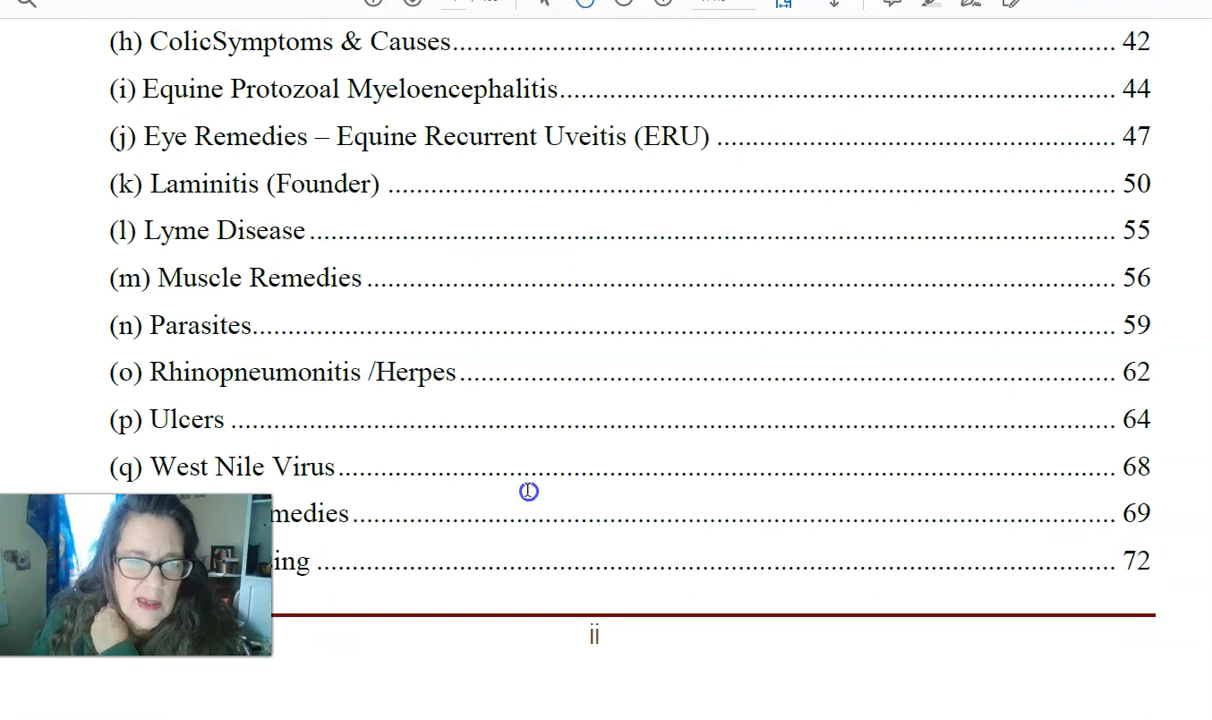 (h) ColicSymptoms & Causes.................... 42
(i) Equine Protozoal Myeloencephalitis.................... 44
(j) Eye Remedies – Equine Recurrent Uveitis (ERU) .................... 47
(k) Laminitis (Founder) .................... 50
(l) Lyme Disease .................... 55
(m) Muscle Remedies .................... 56
(n) Parasites.................... 59
(o) Rhinopneumonitis /Herpes.................... 62
(p) Ulcers .................... 64
(q) West Nile Virus.................... 68
medies.................... 69
ing .................... 72
ii